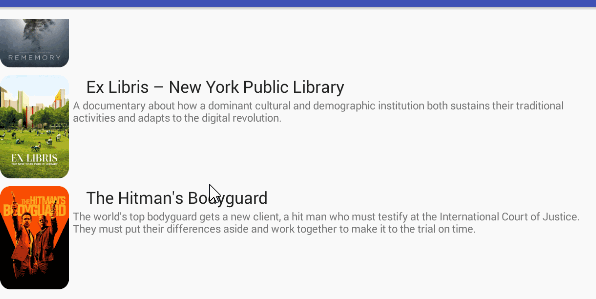 REMEMORY
Ex Libris – New York Public Library
A documentary about how a dominant cultural and demographic institution both sustains their traditional
activities and adapts to the digital revolution.
EX LIBRIS
The Hitman's Bodyguard
THE HITMAN'S
BODYGUARD
The world's top bodyguard gets a new client, a hit man who must testify at the International Court of Justice.
They must put their differences aside and work together to make it to the trial on time.